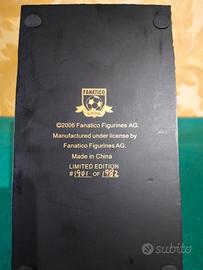 FANATICO
©2006 Fanatico Figurines AG.
Manufactured under license by
Fanatico Figurines AG.
Made in China
LIMITED EDITION
#1901 OF 1982
subito